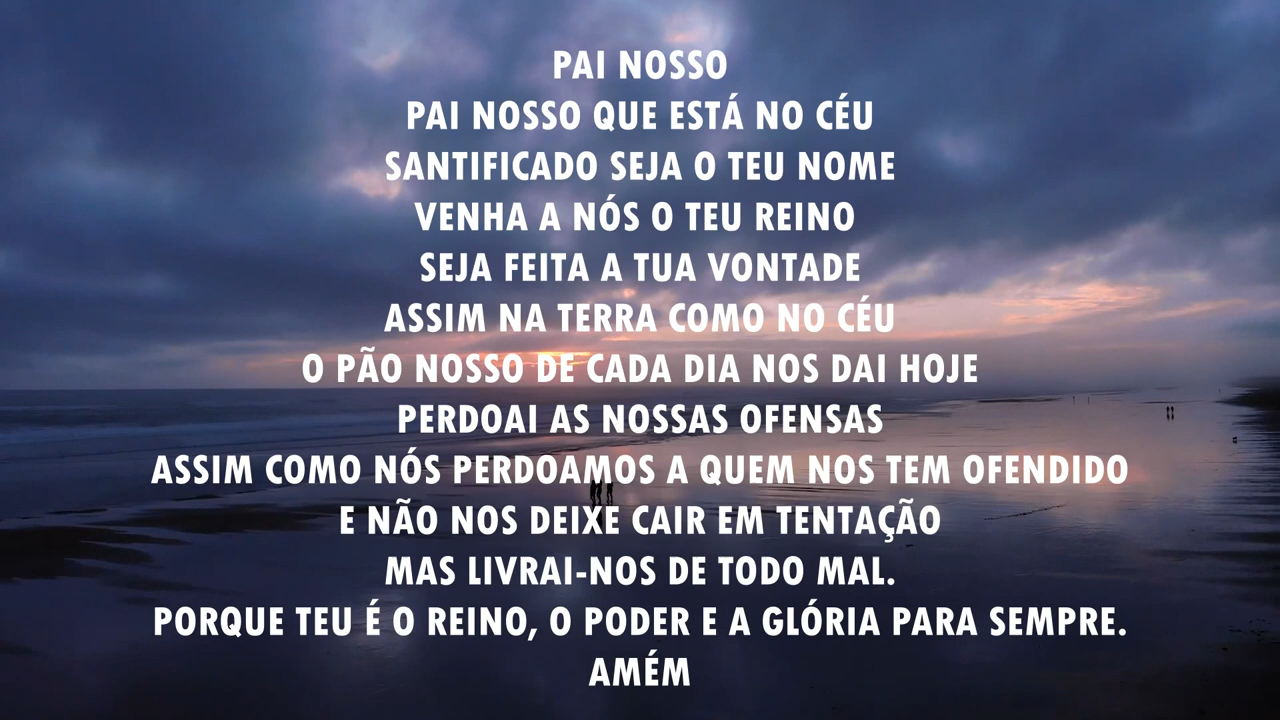 PAI NOSSO
PAI NOSSO QUE ESTÁ NO CÉU
SANTIFICADO SEJA O TEU NOME
VENHA A NÓS O TEU REINO
SEJA FEITA A TUA VONTADE
ASSIM NA TERRA COMO NO CÉU
O PÃO NOSSO DE CADA DIA NOS DAI HOJE
PERDOAI AS NOSSAS OFENSAS
ASSIM COMO NÓS PERDOAMOS A QUEM NOS TEM OFENDIDO
E NÃO NOS DEIXE CAIR EM TENTAÇÃO
MAS LIVRAI-NOS DE TODO MAL.
PORQUE TEU É O REINO, O PODER E A GLÓRIA PARA SEMPRE.
AMÉM